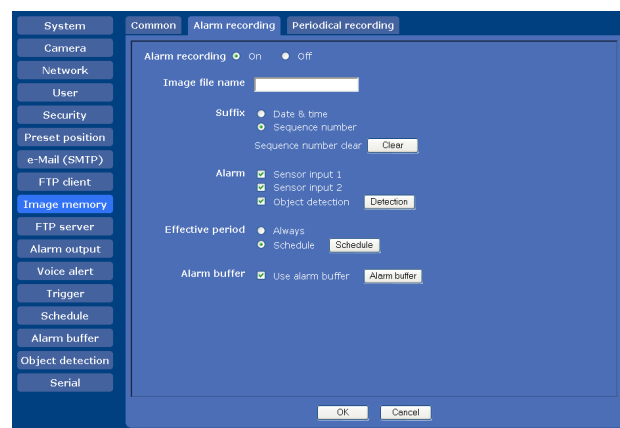 System
Camera
Network
User
Security
Preset position
e-Mail (SMTP)
FTP client
Image memory
FTP server
Alarm output
Voice alert
Trigger
Schedule
Alarm buffer
Object detection
Serial
Common Alarm recording Periodical recording
Alarm recording On Off
Image file name
Suffix Date & time
Sequence number
Sequence number clear Clear
Alarm Sensor input 1
Sensor input 2
Object detection Detection
Effective period Always
Schedule Schedule
Alarm buffer Use alarm buffer Alarm buffer
OK Cancel